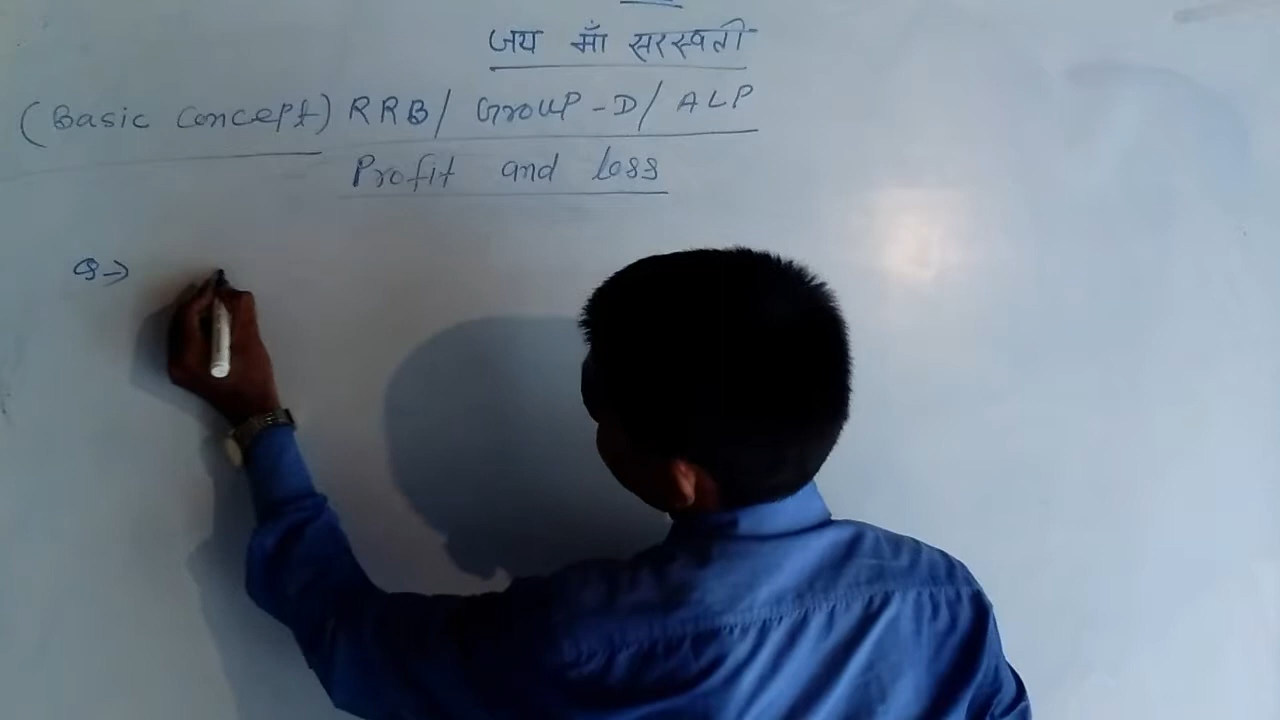 जय माँ सरस्वती
(Basic Concept) RRB/ Group-D/ ALP
Profit and loss
Q→